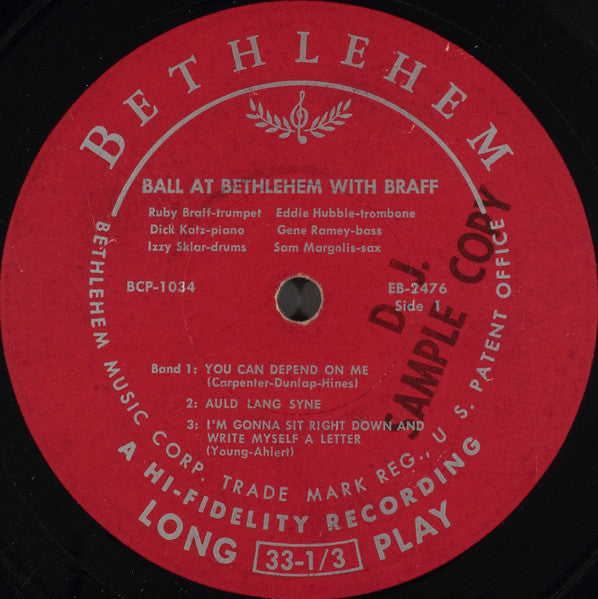 BETHLEHEM
BALL AT BETHLEHEM WITH BRAFF
Ruby Braff-trumpet Eddie Hubble-trombone
Dick Katz-piano Gene Ramey-bass
Izzy Sklar-drums Sam Margolis-sax
BCP-1034 EB-2476
Side 1
D.J.
SAMPLE COPY
Band 1: YOU CAN DEPEND ON ME
(Carpenter-Dunlap-Hines)
2: AULD LANG SYNE
3: I'M GONNA SIT RIGHT DOWN AND
WRITE MYSELF A LETTER
(Young-Ahlert)
BETHLEHEM MUSIC CORP. TRADE MARK REG., U. S. PATENT OFFICE
A HI-FIDELITY RECORDING
LONG 33-1/3 PLAY